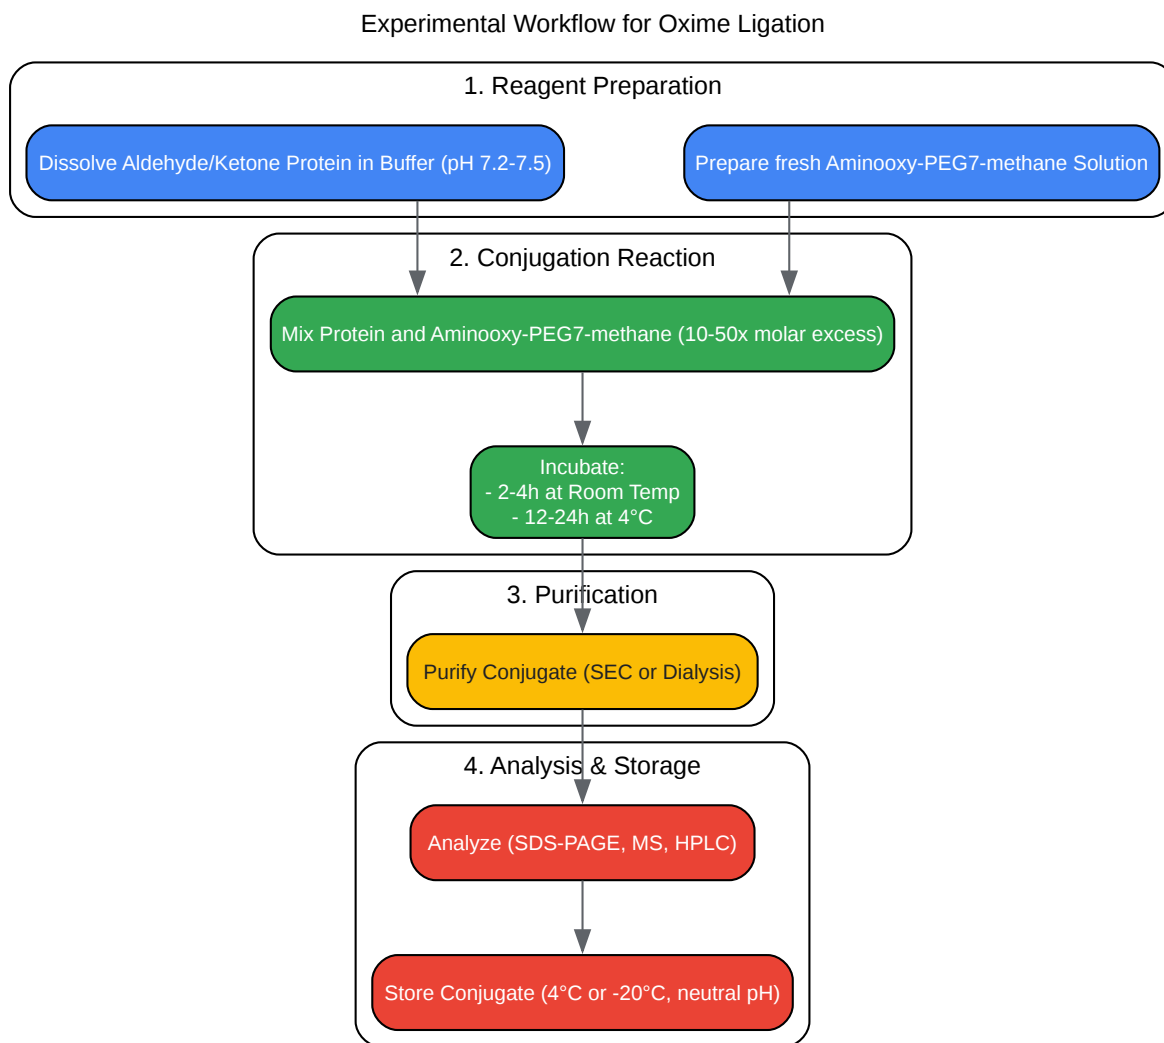 Experimental Workflow for Oxime Ligation
1. Reagent Preparation
Dissolve Aldehyde/Ketone Protein in Buffer (pH 7.2-7.5)
Prepare fresh Aminooxy-PEG7-methane Solution
2. Conjugation Reaction
Mix Protein and Aminooxy-PEG7-methane (10-50x molar excess)
Incubate:
- 2-4h at Room Temp
- 12-24h at 4°C
3. Purification
Purify Conjugate (SEC or Dialysis)
4. Analysis & Storage
Analyze (SDS-PAGE, MS, HPLC)
Store Conjugate (4°C or -20°C, neutral pH)